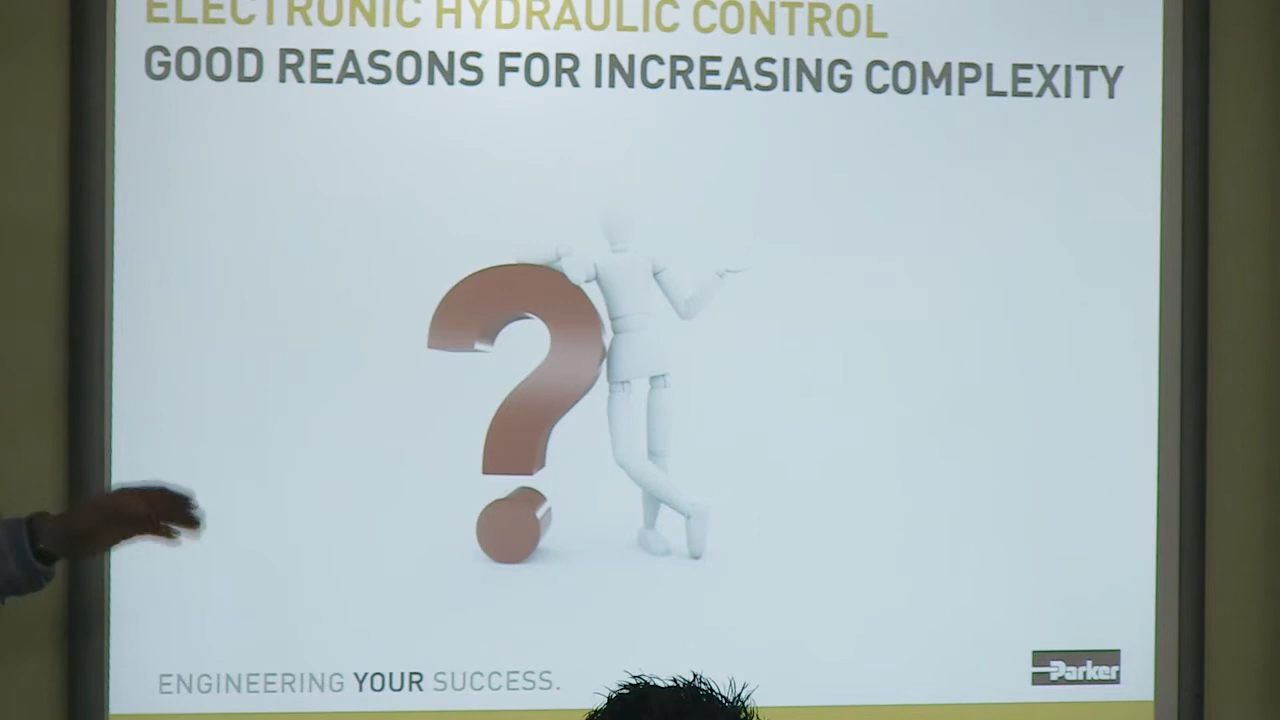 ELECTRONIC HYDRAULIC CONTROL
GOOD REASONS FOR INCREASING COMPLEXITY
ENGINEERING YOUR SUCCESS.
Parker